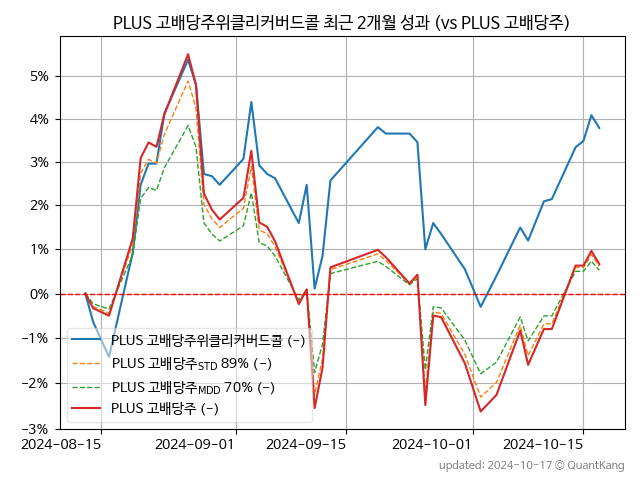 PLUS 고배당주위클리커버드콜 최근 2개월 성과 (vs PLUS 고배당주)
5%
4%
3%
2%
1%
0%
−1%
−2%
−3%
PLUS 고배당주위클리커버드콜 (-)
PLUS 고배당주STD 89% (-)
PLUS 고배당주MDD 70% (-)
PLUS 고배당주 (-)
2024-08-15
2024-09-01
2024-09-15
2024-10-01
2024-10-15
updated: 2024-10-17 © QuantKang